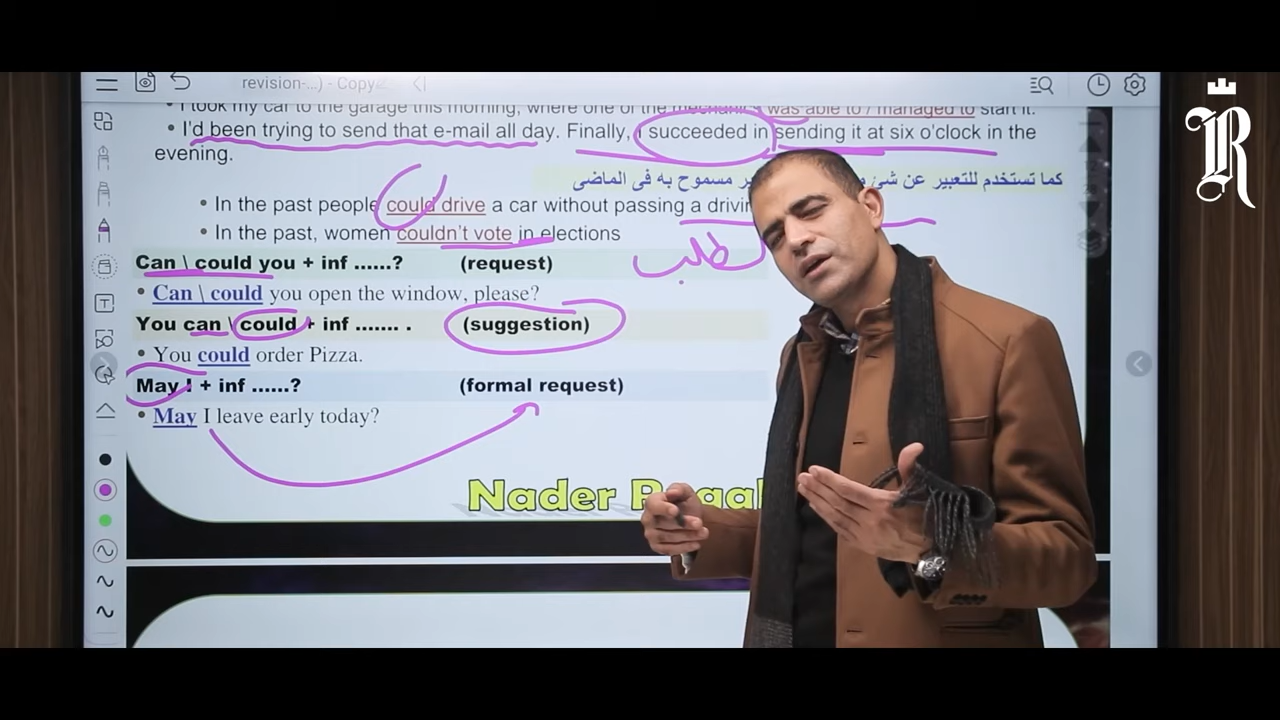 revision-...) - Copy
I took my car to the garage this morning, where one of the mechanics was able to / managed to start it.
• I'd been trying to send that e-mail all day. Finally, I succeeded in sending it at six o'clock in the
evening.
كما تستخدم للتعبير عن شئ مسموح به فى الماضى
• In the past people could drive a car without passing a
• In the past, women couldn't vote in elections
طلب
Can \ could you + inf ......? (request)
• Can \ could you open the window, please?
You can \ could + inf ....... . (suggestion)
• You could order Pizza.
May I + inf ......? (formal request)
• May I leave early today?
Nader
R